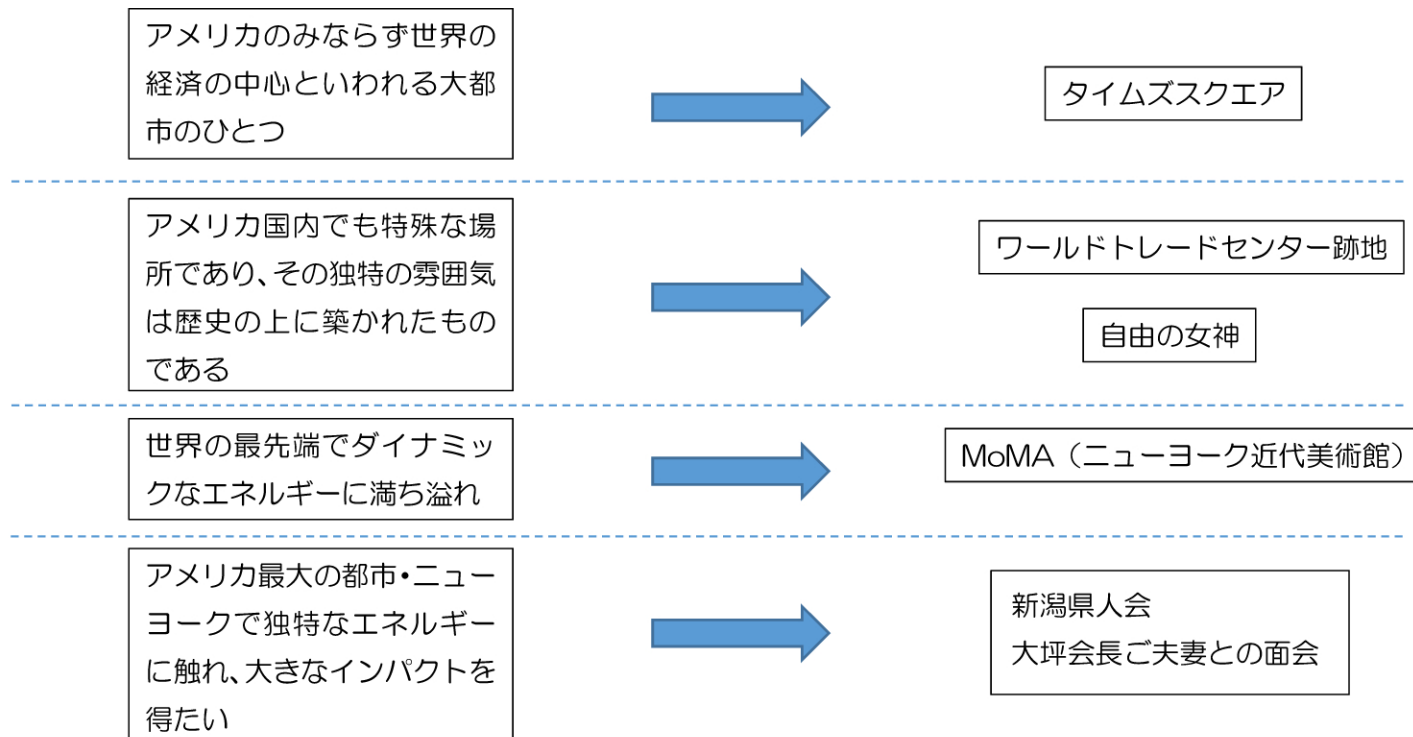 アメリカのみならず世界の
経済の中心といわれる大都
市のひとつ
タイムズスクエア
アメリカ国内でも特殊な場
所であり、その独特の雰囲気
は歴史の上に築かれたもの
である
ワールドトレードセンター跡地
自由の女神
世界の最先端でダイナミッ
クなエネルギーに満ち溢れ
MoMA（ニューヨーク近代美術館）
アメリカ最大の都市・ニュー
ヨークで独特なエネルギー
に触れ、大きなインパクトを
得たい
新潟県人会
大坪会長ご夫妻との面会